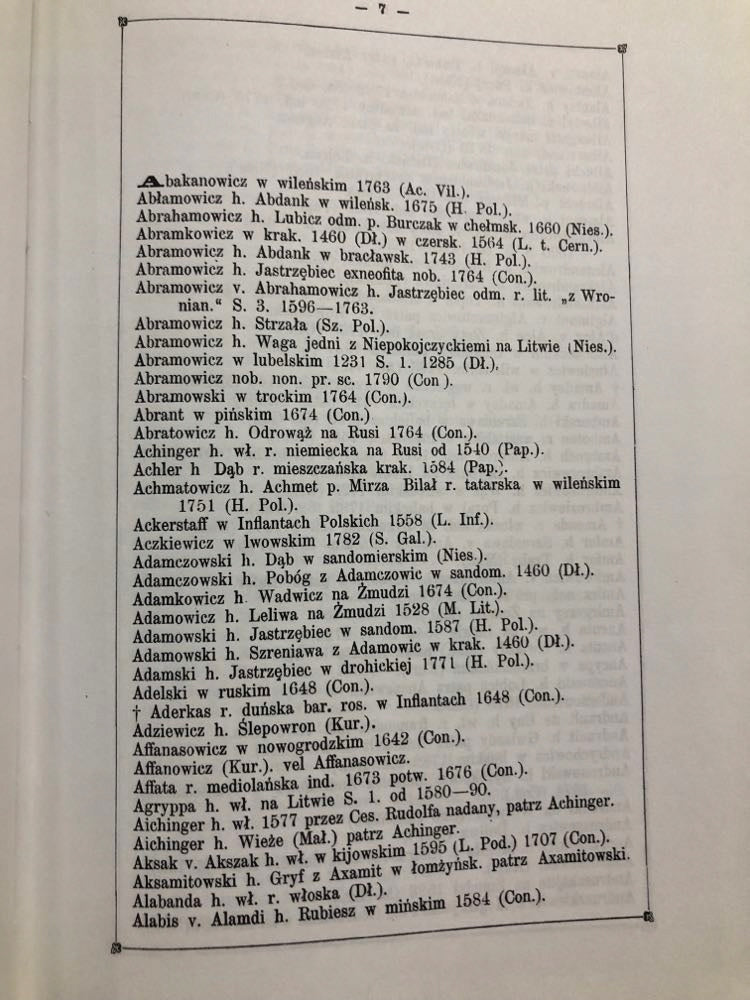 — 7 —
Abakanowicz w wileńskim 1763 (Ac. Vil.).
Abłamowicz h. Abdank w wileńsk. 1675 (H. Pol.).
Abrahamowicz h. Lubicz odm. p. Burczak w chełmsk. 1660 (Nies.).
Abramkowicz w krak. 1460 (Dł.) w czersk. 1564 (L. t. Cern.).
Abramowicz h. Abdank w bracławsk. 1743 (H. Pol.).
Abramowicz h. Jastrzębiec exneofita nob. 1764 (Con.).
Abramowicz v. Abrahamowicz h. Jastrzębiec odm. r. lit. „z Wro-
nian.“ S. 3. 1596—1763.
Abramowicz h. Strzała (Sz. Pol.).
Abramowicz h. Waga jedni z Niepokojczyckiemi na Litwie (Nies.).
Abramowicz w lubelskim 1231 S. 1. 1285 (Dł.).
Abramowicz nob. non. pr. sc. 1790 (Con.).
Abramowski w trockim 1764 (Con.).
Abrant w pińskim 1674 (Con.)
Abratowicz h. Odrowąż na Rusi 1764 (Con.).
Achinger h. wł. r. niemiecka na Rusi od 1540 (Pap.).
Achler h Dąb r. mieszczańska krak. 1584 (Pap.).
Achmatowicz h. Achmet p. Mirza Bilał r. tatarska w wileńskim
1751 (H. Pol.).
Ackerstaff w Inflantach Polskich 1558 (L. Inf.).
Aczkiewicz w lwowskim 1782 (S. Gal.).
Adamczowski h. Dąb w sandomierskim (Nies.).
Adamczowski h. Pobóg z Adamczowic w sandom. 1460 (Dł.).
Adamkowicz h. Wadwicz na Żmudzi 1674 (Con.).
Adamowicz h. Leliwa na Żmudzi 1528 (M. Lit.).
Adamowski h. Jastrzębiec w sandom. 1587 (H. Pol.).
Adamowski h. Szreniawa z Adamowic w krak. 1460 (Dł.).
Adamski h. Jastrzębiec w drohickiej 1771 (H. Pol.).
Adelski w ruskim 1648 (Con.).
† Aderkas r. duńska bar. ros. w Inflantach 1648 (Con.).
Adziewicz h. Ślepowron (Kur.).
Affanasowicz w nowogrodzkim 1642 (Con.).
Affanowicz (Kur.). vel Affanasowicz.
Affata r. mediolańska ind. 1673 potw. 1676 (Con.).
Agryppa h. wł. na Litwie S. 1. od 1580—90.
Aichinger h. wł. 1577 przez Ces. Rudolfa nadany, patrz Achinger.
Aichinger h. Wieże (Mał.) patrz Achinger.
Aksak v. Akszak h. wł. w kijowskim 1595 (L. Pod.) 1707 (Con.).
Aksamitowski h. Gryf z Axamit w łomżyńsk. patrz Axamitowski.
Alabanda h. wł. r. włoska (Dł.).
Alabis v. Alamdi h. Rubiesz w mińskim 1584 (Con.).